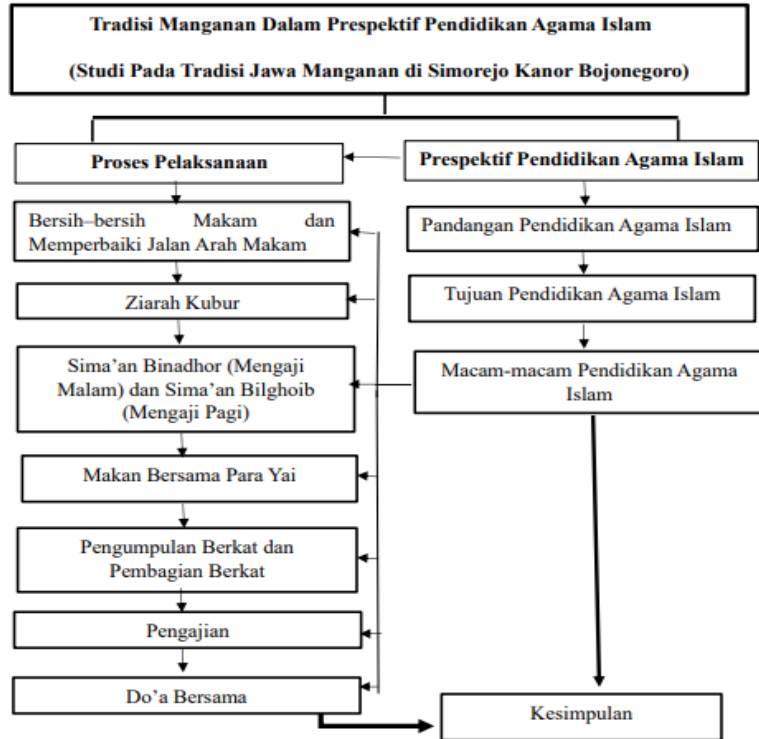 Tradisi Manganan Dalam Prespektif Pendidikan Agama Islam
(Studi Pada Tradisi Jawa Manganan di Simorejo Kanor Bojonegoro)
Proses Pelaksanaan
Prespektif Pendidikan Agama Islam
Bersih–bersih Makam dan
Memperbaiki Jalan Arah Makam
Ziarah Kubur
Sima’an Binadhor (Mengaji
Malam) dan Sima’an Bilghoib
(Mengaji Pagi)
Makan Bersama Para Yai
Pengumpulan Berkat dan
Pembagian Berkat
Pengajian
Do’a Bersama
Pandangan Pendidikan Agama Islam
Tujuan Pendidikan Agama Islam
Macam-macam Pendidikan Agama
Islam
Kesimpulan